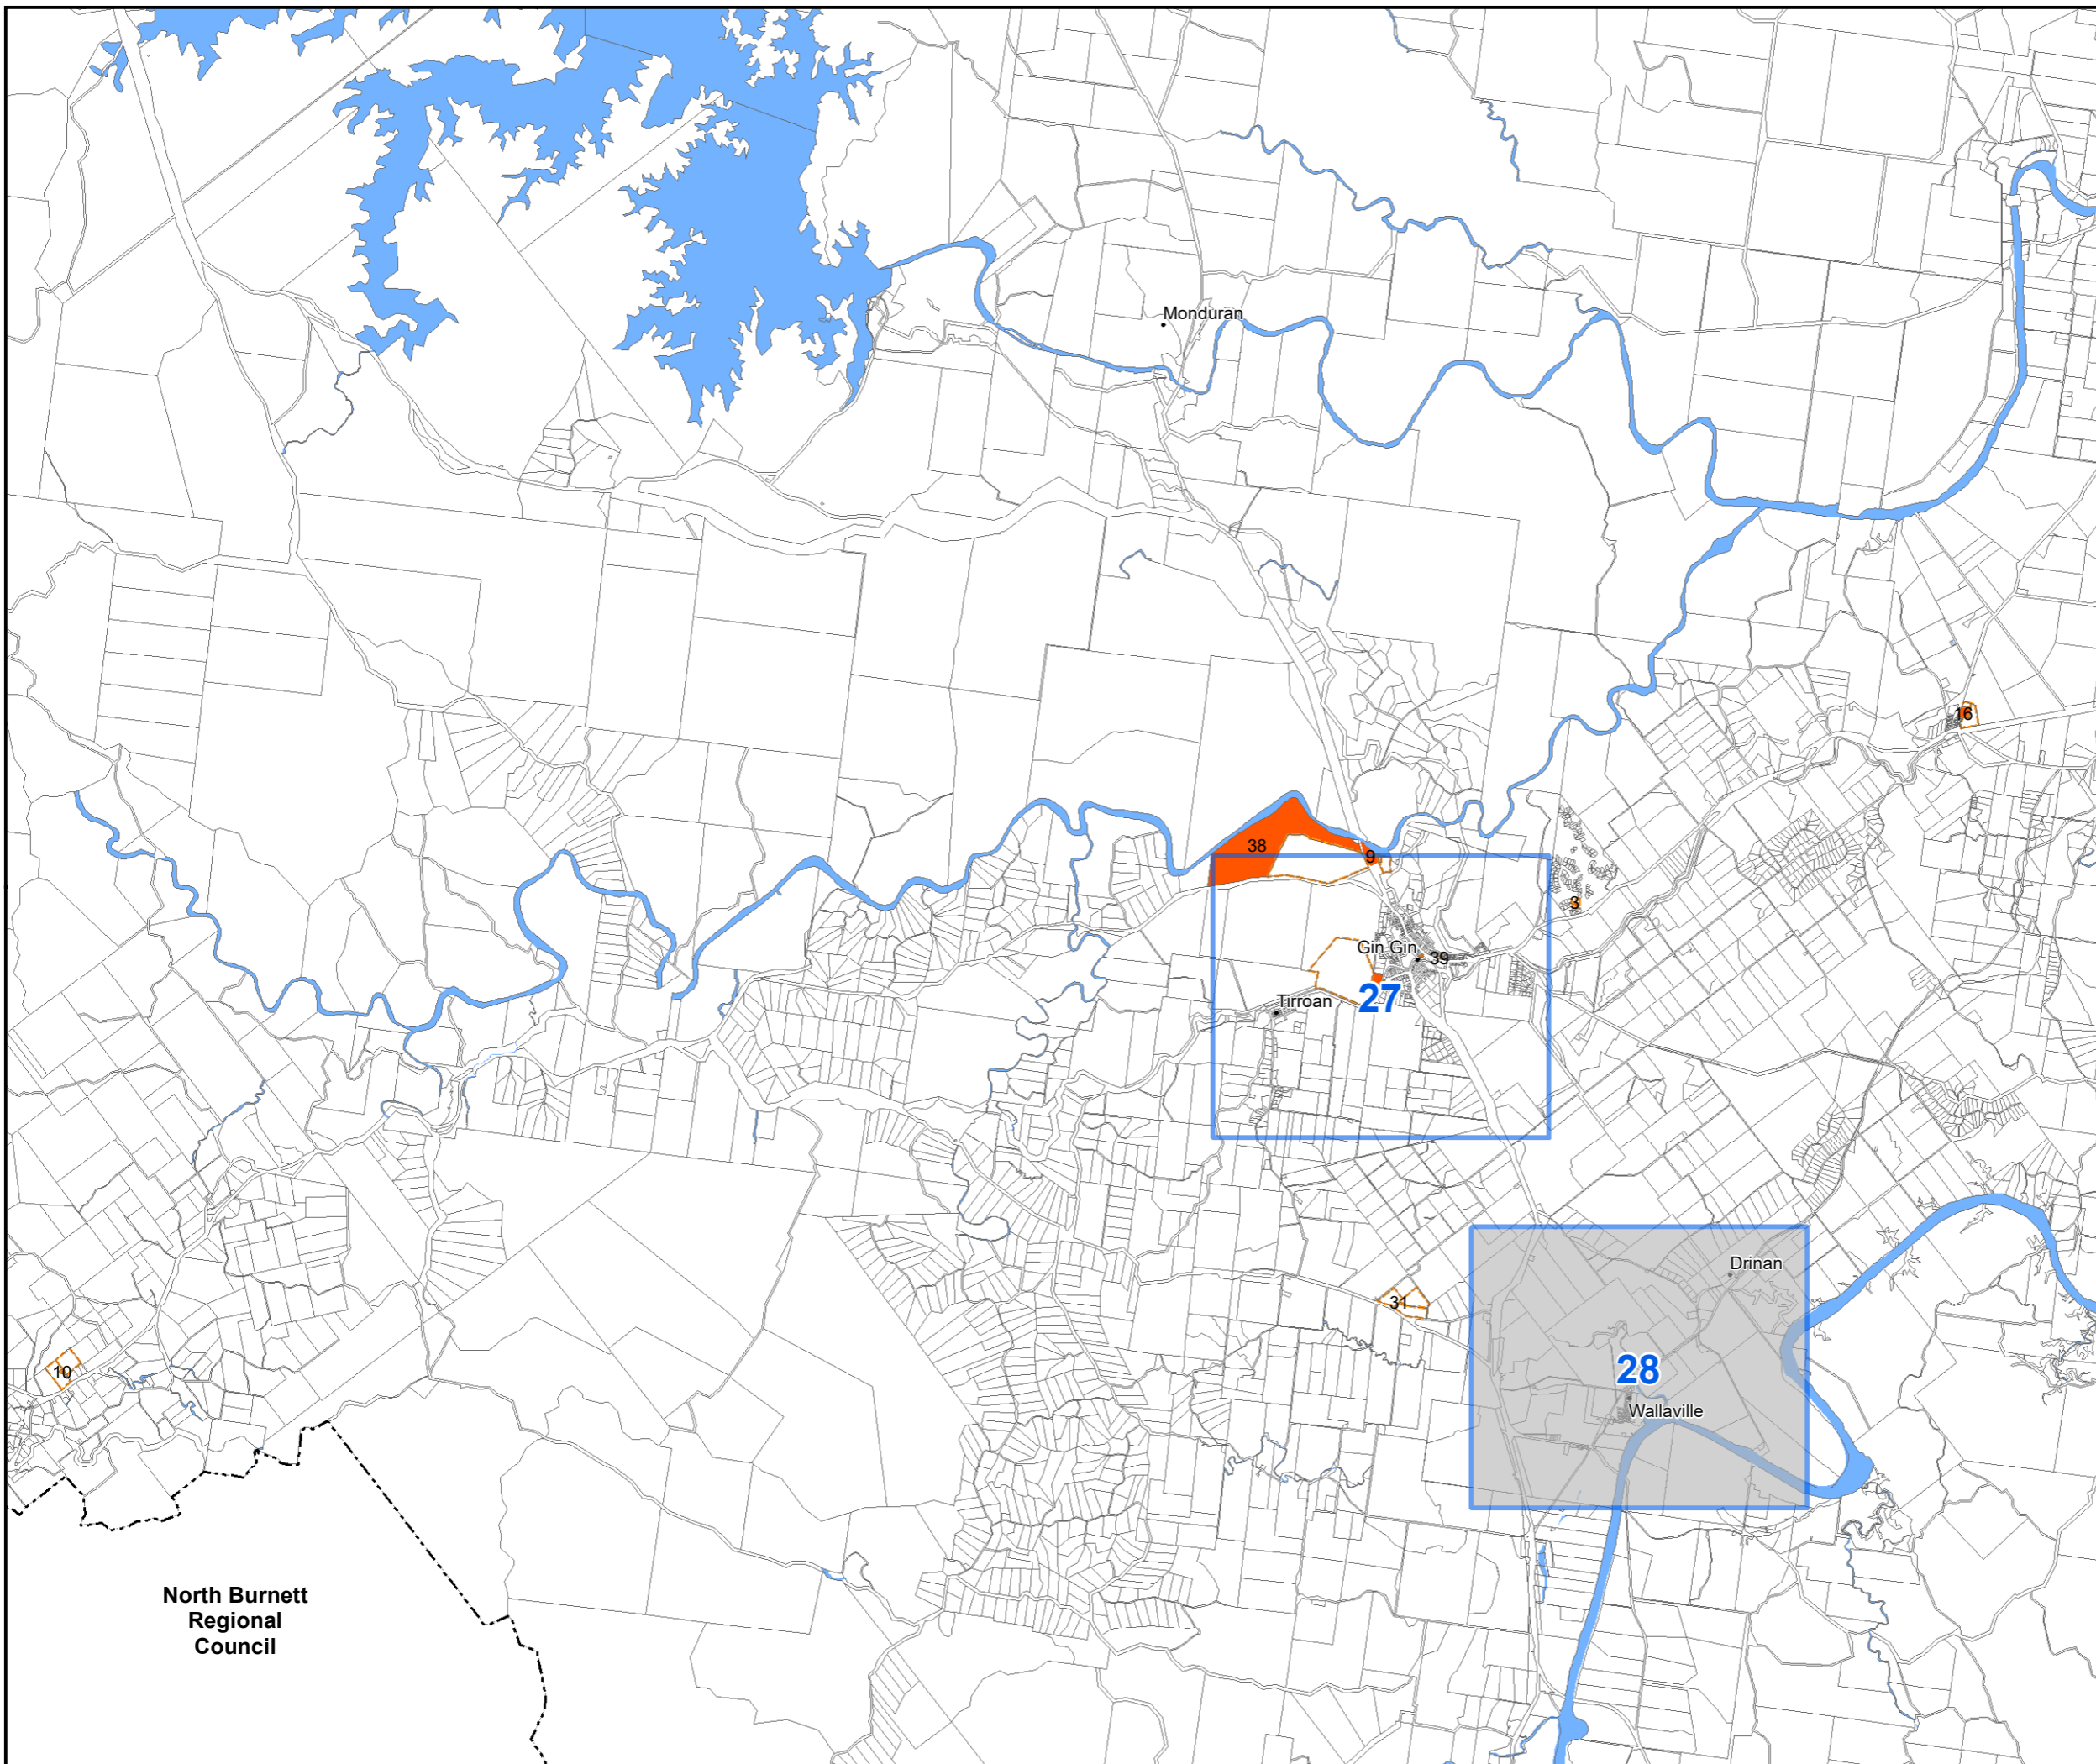 Monduran
16
38
9
3
Gin Gin
39
27
Tirroan
Drinan
31
10
28
Wallaville
North Burnett
Regional
Council